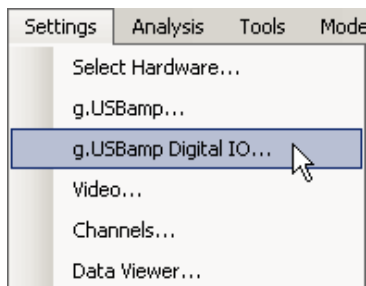 Settings Analysis Tools Mode
Select Hardware...
g.USBamp...
g.USBamp Digital IO...
Video...
Channels...
Data Viewer...